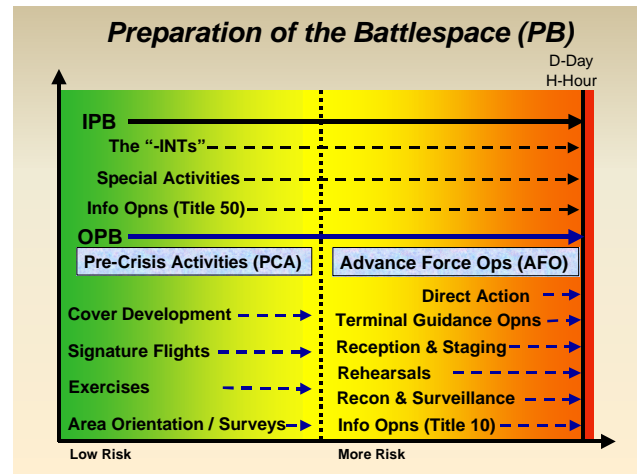 Preparation of the Battlespace (PB)
D-Day
H-Hour
IPB
The “-INTs”
Special Activities
Info Opns (Title 50)
OPB
Pre-Crisis Activities (PCA)
Advance Force Ops (AFO)
Cover Development
Signature Flights
Exercises
Area Orientation / Surveys
Direct Action
Terminal Guidance Opns
Reception & Staging
Rehearsals
Recon & Surveillance
Info Opns (Title 10)
Low Risk
More Risk